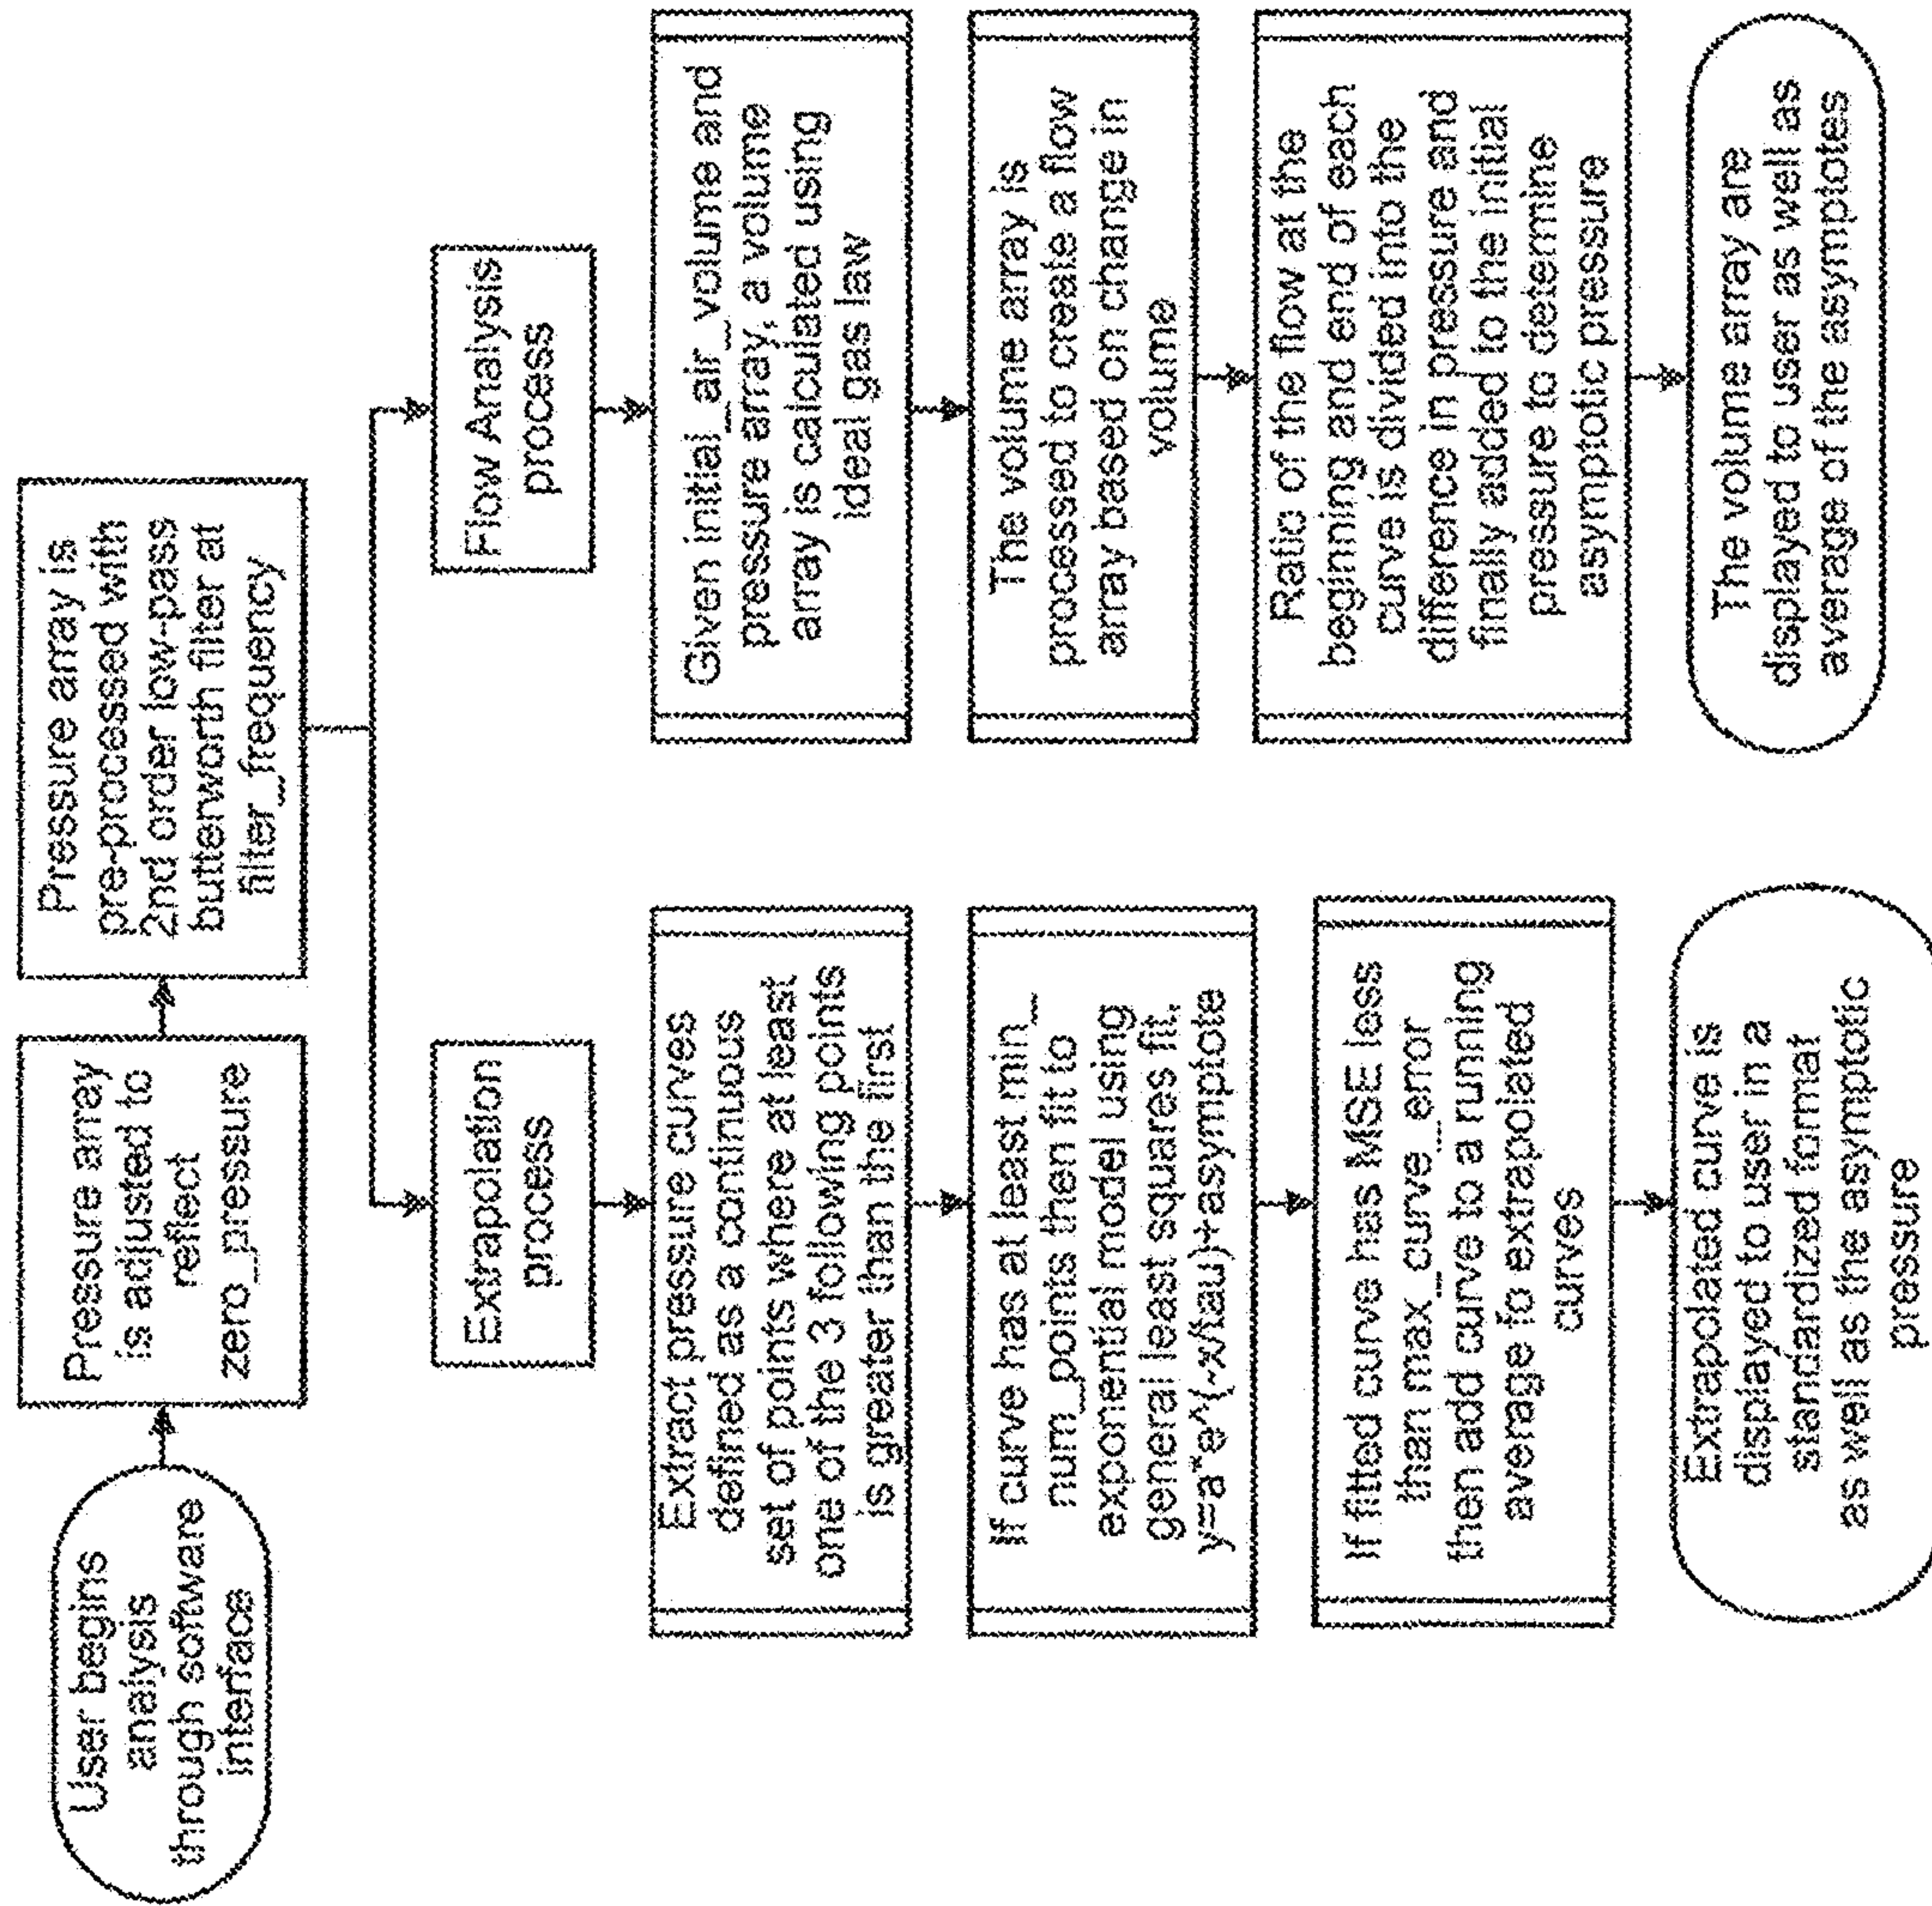 User begins
analysis
through software
interface
Pressure array
is adjusted to
reflect
zero_pressure
Pressure array is
pre-processed with
2nd order low-pass
butterworth filter at
filter_frequency
Extrapolation
process
Extract pressure curves
defined as a continuous
set of points where at least
one of the 3 following points
is greater than the first
If curve has at least min_
num_points then fit to
exponential model using
general least squares fit,
y=a*e^(-x/tau)+asymptote
If fitted curve has MSE less
than max_curve_error
then add curve to a running
average fo extrapolated
curves
Extrapolated curve is
displayed to user in a
standardized format
as well as the asymptotic
pressure
Flow Analysis
process
Given initial_air_volume and
pressure array, a volume
array is calculated using
ideal gas law
The volume array is
processed to create a flow
array based on change in
volume
Ratio of the flow at the
beginning and end of each
curve is divided into the
difference in pressure and
finally added to the initial
pressure to determine
asymptotic pressure
The volume array are
displayed to user as well as
average of the asymptotes